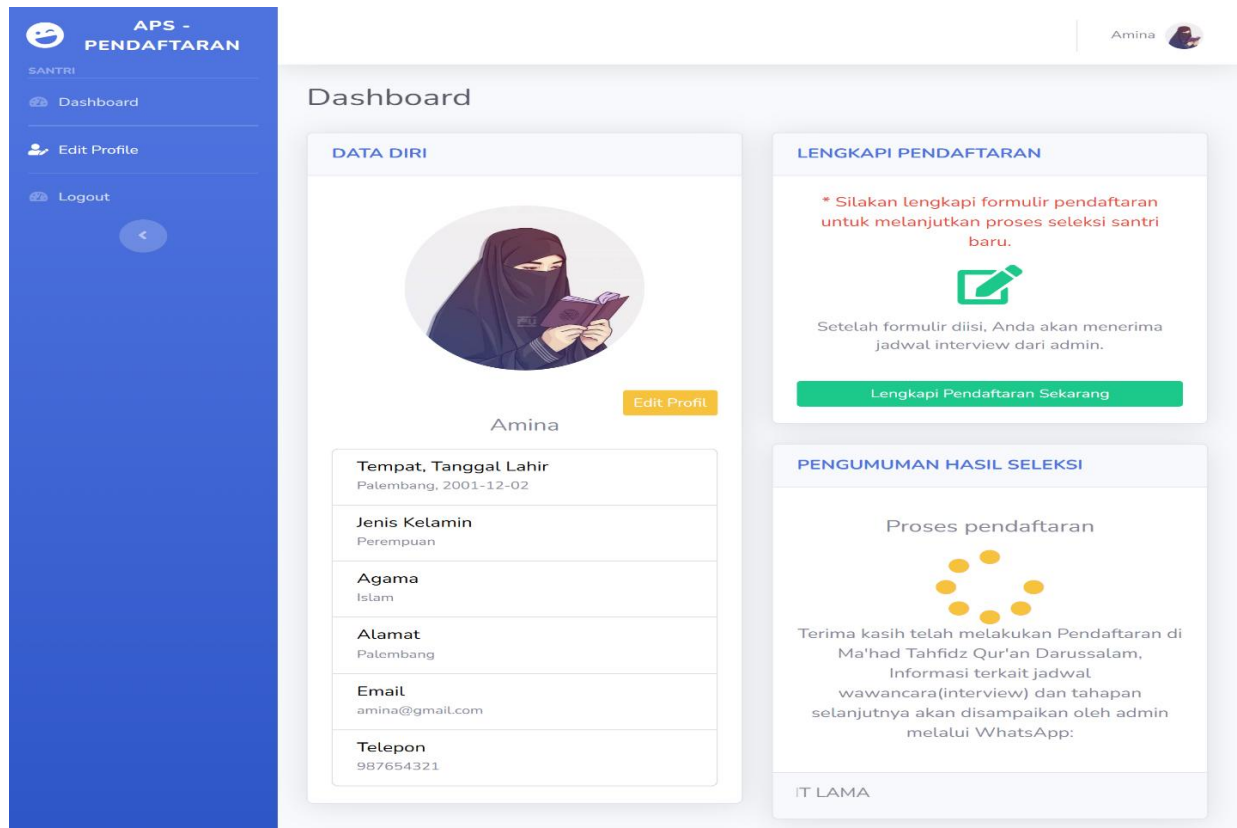 APS -
PENDAFTARAN
SANTRI
Dashboard
Edit Profile
Logout
Amina
Dashboard
DATA DIRI
Edit Profil
Amina
Tempat, Tanggal Lahir
Palembang, 2001-12-02
Jenis Kelamin
Perempuan
Agama
Islam
Alamat
Palembang
Email
amina@gmail.com
Telepon
987654321
LENGKAPI PENDAFTARAN
* Silakan lengkapi formulir pendaftaran
untuk melanjutkan proses seleksi santri
baru.
Setelah formulir diisi, Anda akan menerima
jadwal interview dari admin.
Lengkapi Pendaftaran Sekarang
PENGUMUMAN HASIL SELEKSI
Proses pendaftaran
Terima kasih telah melakukan Pendaftaran di
Ma'had Tahfidz Qur'an Darussalam,
Informasi terkait jadwal
wawancara(interview) dan tahapan
selanjutnya akan disampaikan oleh admin
melalui WhatsApp:
LAMA